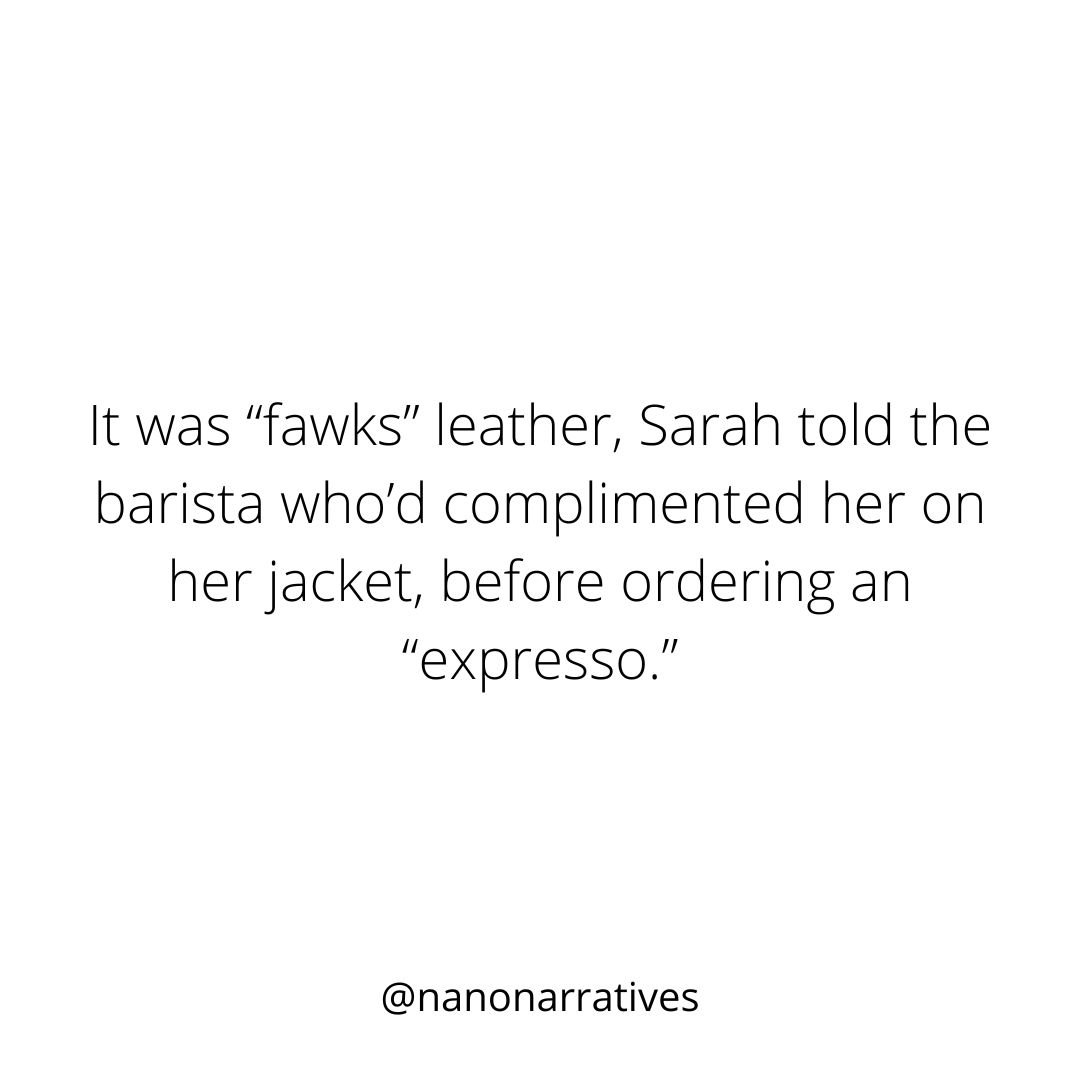 It was “fawks” leather, Sarah told the
barista who’d complimented her on
her jacket, before ordering an
“expresso.”
@nanonarratives